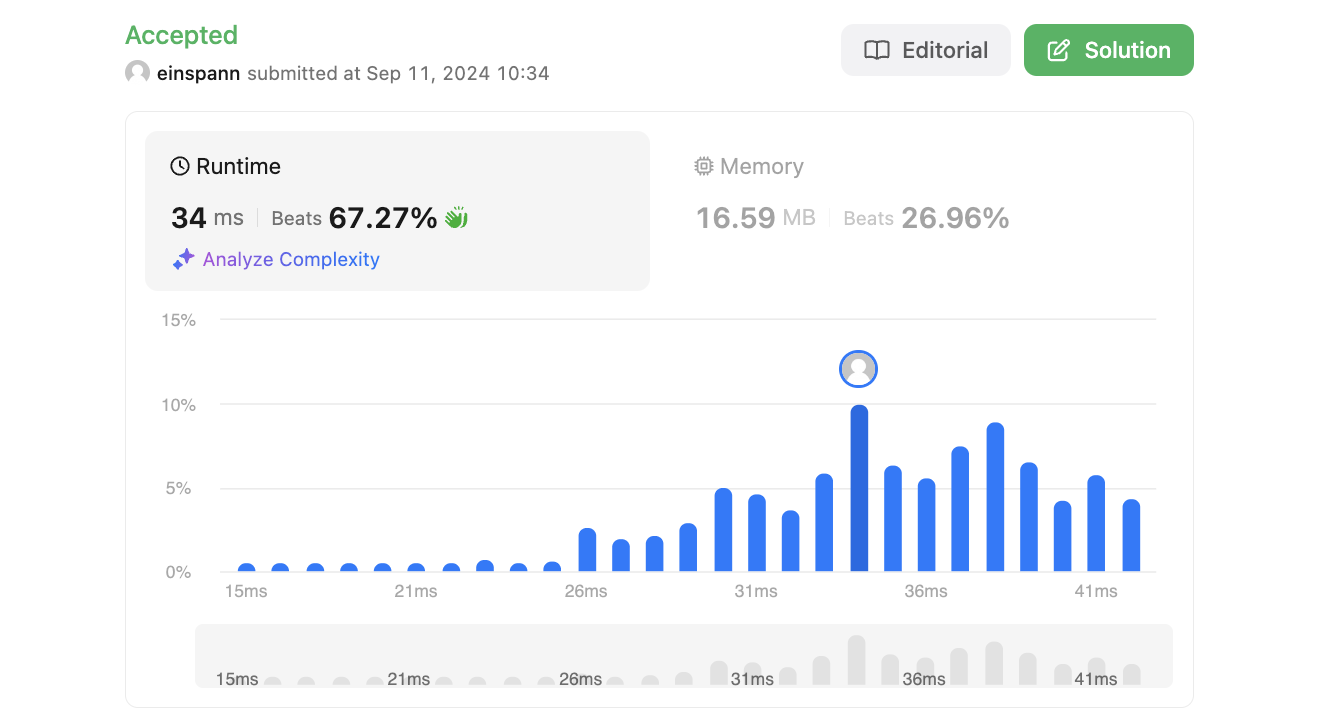 Accepted
einspann submitted at Sep 11, 2024 10:34
Editorial
Solution
Runtime
34 ms Beats 67.27%
Analyze Complexity
Memory
16.59 MB Beats 26.96%
15%
10%
5%
0%
15ms 21ms 26ms 31ms 36ms 41ms
15ms 21ms 26ms 31ms 36ms 41ms